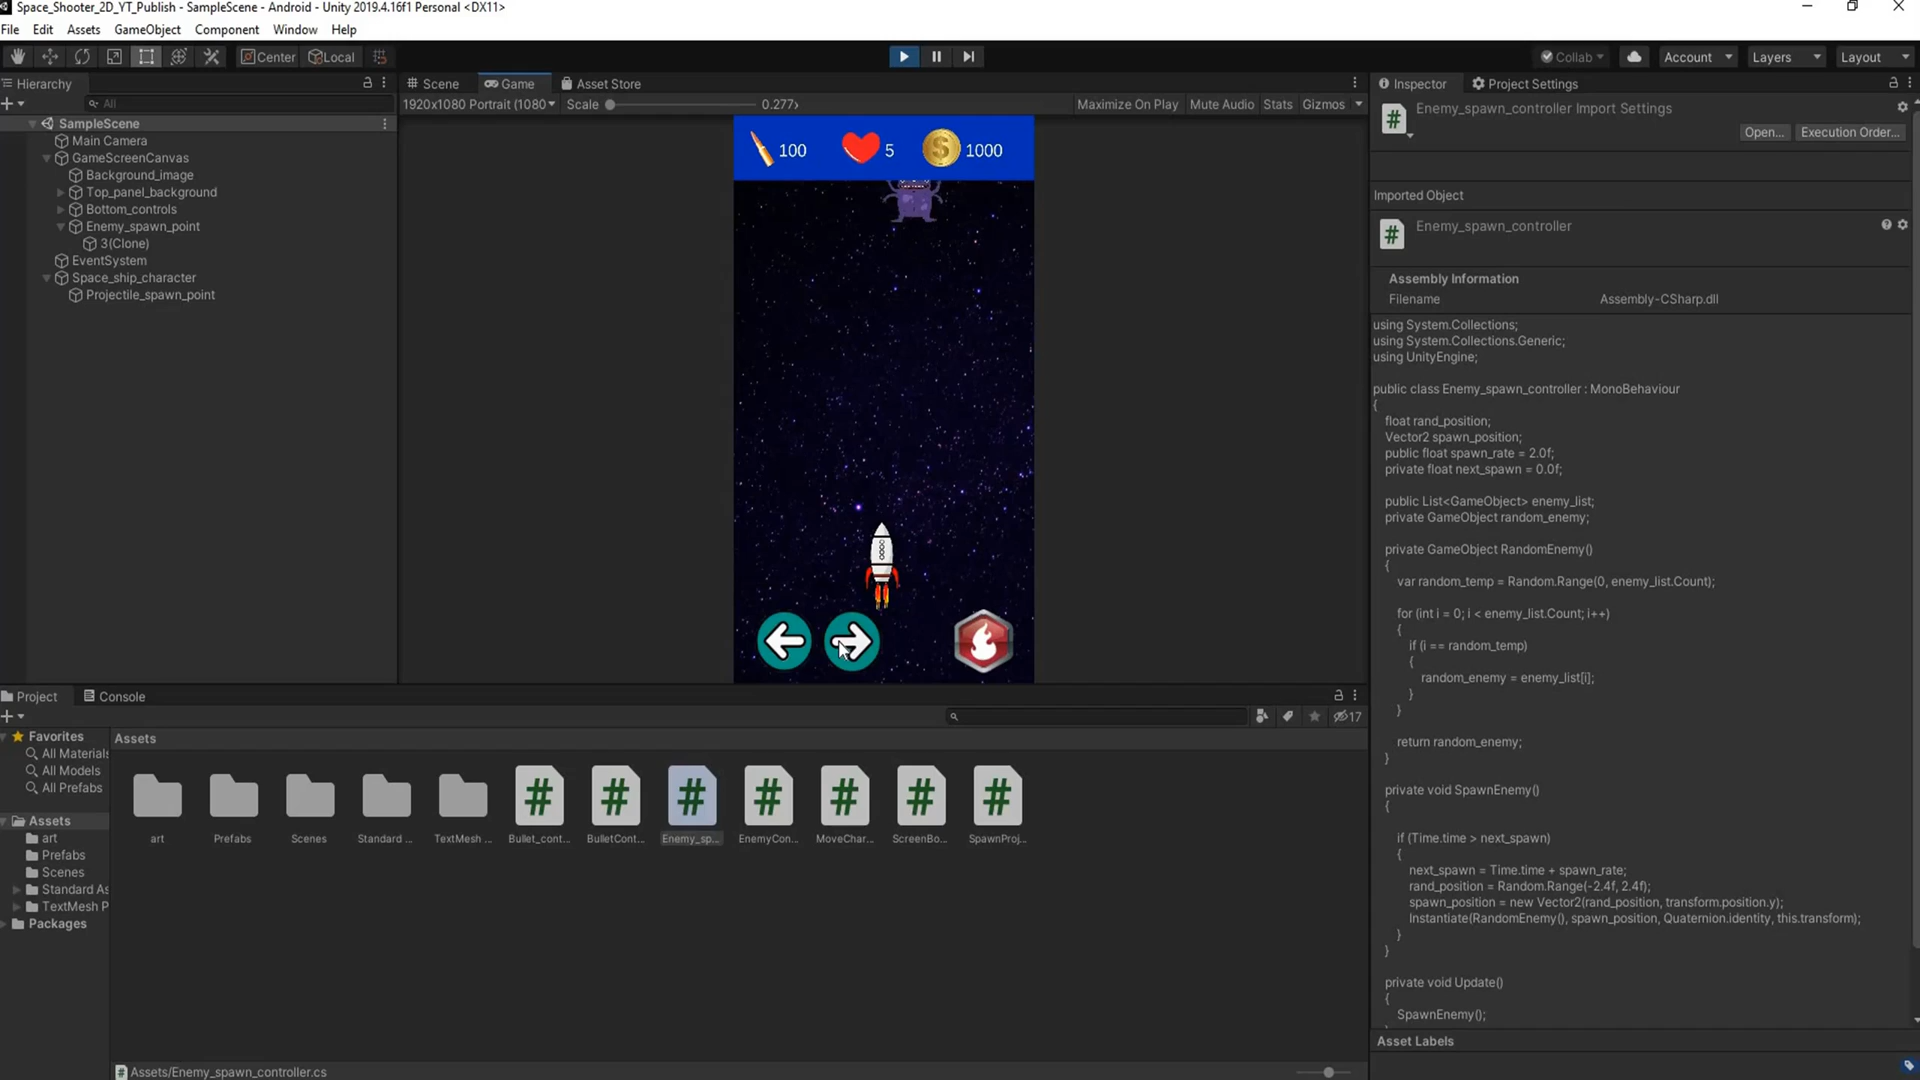 Space_Shooter_2D_YT_Publish - SampleScene - Android - Unity 2019.4.16f1 Personal <DX11>
File Edit Assets GameObject Component Window Help
Center Local Collab Account Layers Layout
Hierarchy
All
SampleScene
Main Camera
GameScreenCanvas
Background_image
Top_panel_background
Bottom_controls
Enemy_spawn_point
3(Clone)
EventSystem
Space_ship_character
Projectile_spawn_point
Scene Game Asset Store
1920x1080 Portrait (1080 Scale 0.277x Maximize On Play Mute Audio Stats Gizmos
100 5 1000
Inspector Project Settings
Enemy_spawn_controller Import Settings
Open... Execution Order...
Imported Object
Enemy_spawn_controller
Assembly Information
Filename Assembly-CSharp.dll
using System.Collections;
using System.Collections.Generic;
using UnityEngine;
public class Enemy_spawn_controller : MonoBehaviour
{
float rand_position;
Vector2 spawn_position;
public float spawn_rate = 2.0f;
private float next_spawn = 0.0f;
public List<GameObject> enemy_list;
private GameObject random_enemy;
private GameObject RandomEnemy()
{
var random_temp = Random.Range(0, enemy_list.Count);
for (int i = 0; i < enemy_list.Count; i++)
{
if (i == random_temp)
{
random_enemy = enemy_list[i];
}
}
return random_enemy;
}
private void SpawnEnemy()
{
if (Time.time > next_spawn)
{
next_spawn = Time.time + spawn_rate;
rand_position = Random.Range(-2.4f, 2.4f);
spawn_position = new Vector2(rand_position, transform.position.y);
Instantiate(RandomEnemy(), spawn_position, Quaternion.identity, this.transform);
}
}
private void Update()
{
SpawnEnemy();
Asset Labels
Project Console
17
Favorites
All Materials
All Models
All Prefabs
Assets
art
Prefabs
Scenes
Standard As
TextMesh P
Packages
Assets
art Prefabs Scenes Standard ... TextMesh ... Bullet_cont... BulletCont... Enemy_sp... EnemyCon... MoveChar... ScreenBo... SpawnProj...
Assets/Enemy_spawn_controller.cs